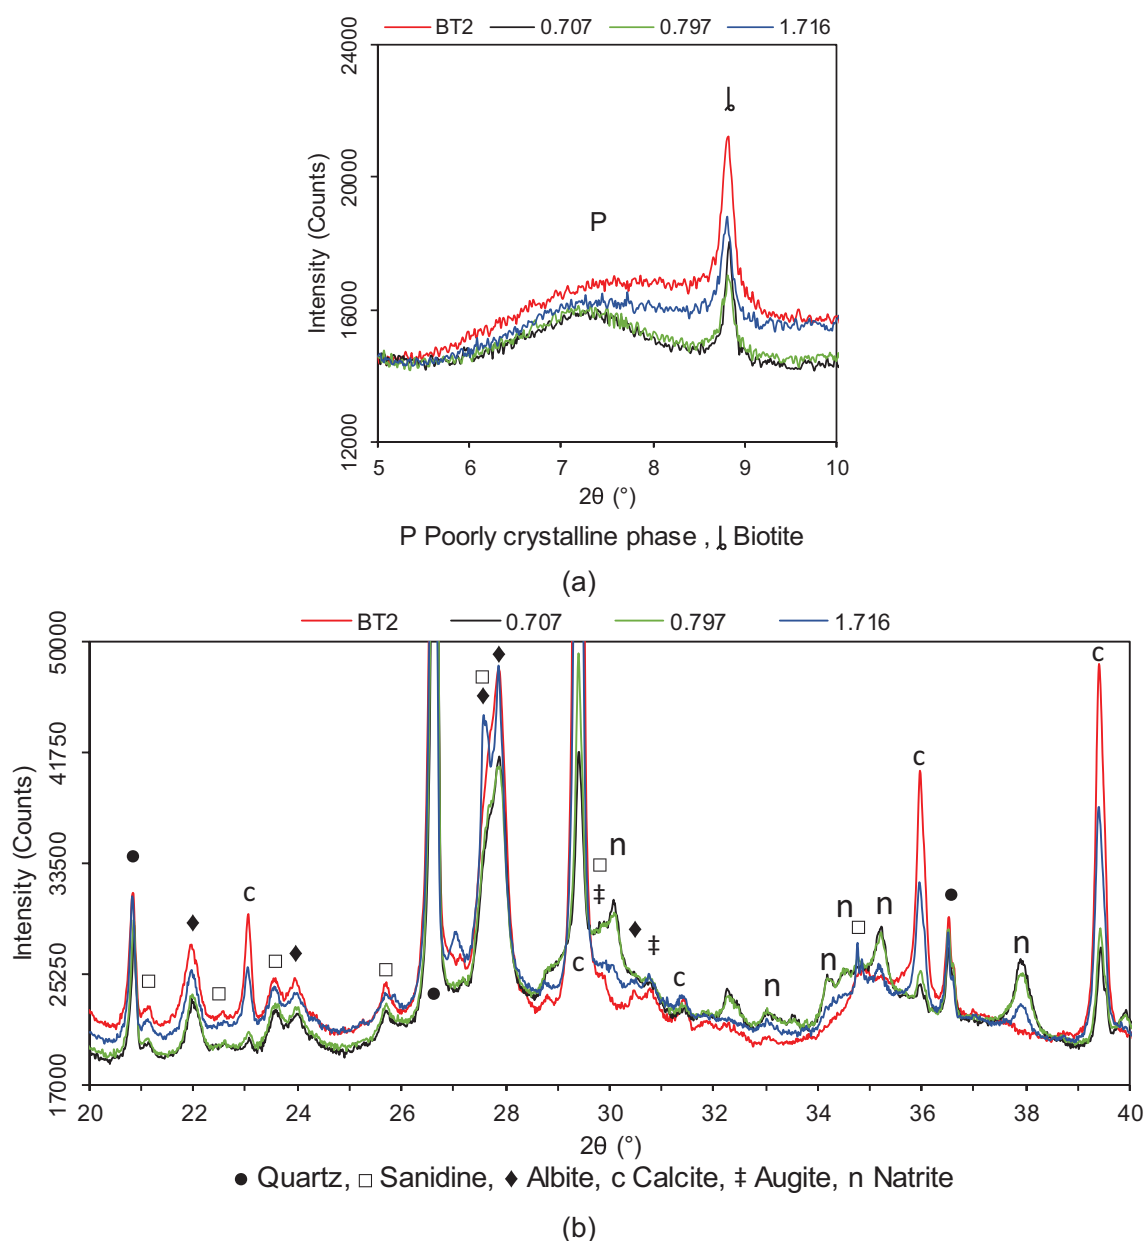 BT2 0.707 0.797 1.716
24000
20000
16000
12000
Intensity (Counts)
P
5 6 7 8 9 10
2θ (°)
P Poorly crystalline phase , Biotite
(a)
BT2 0.707 0.797 1.716
50000
41750
33500
25250
17000
Intensity (Counts)
● □ c □ ♦ □ ♦ □ ● □ ♦ ♦ c □ ‡ n ♦ ‡ c n n n □ n c ● n c
20 22 24 26 28 30 32 34 36 38 40
2θ (°)
● Quartz, □ Sanidine, ♦ Albite, c Calcite, ‡ Augite, n Natrite
(b)